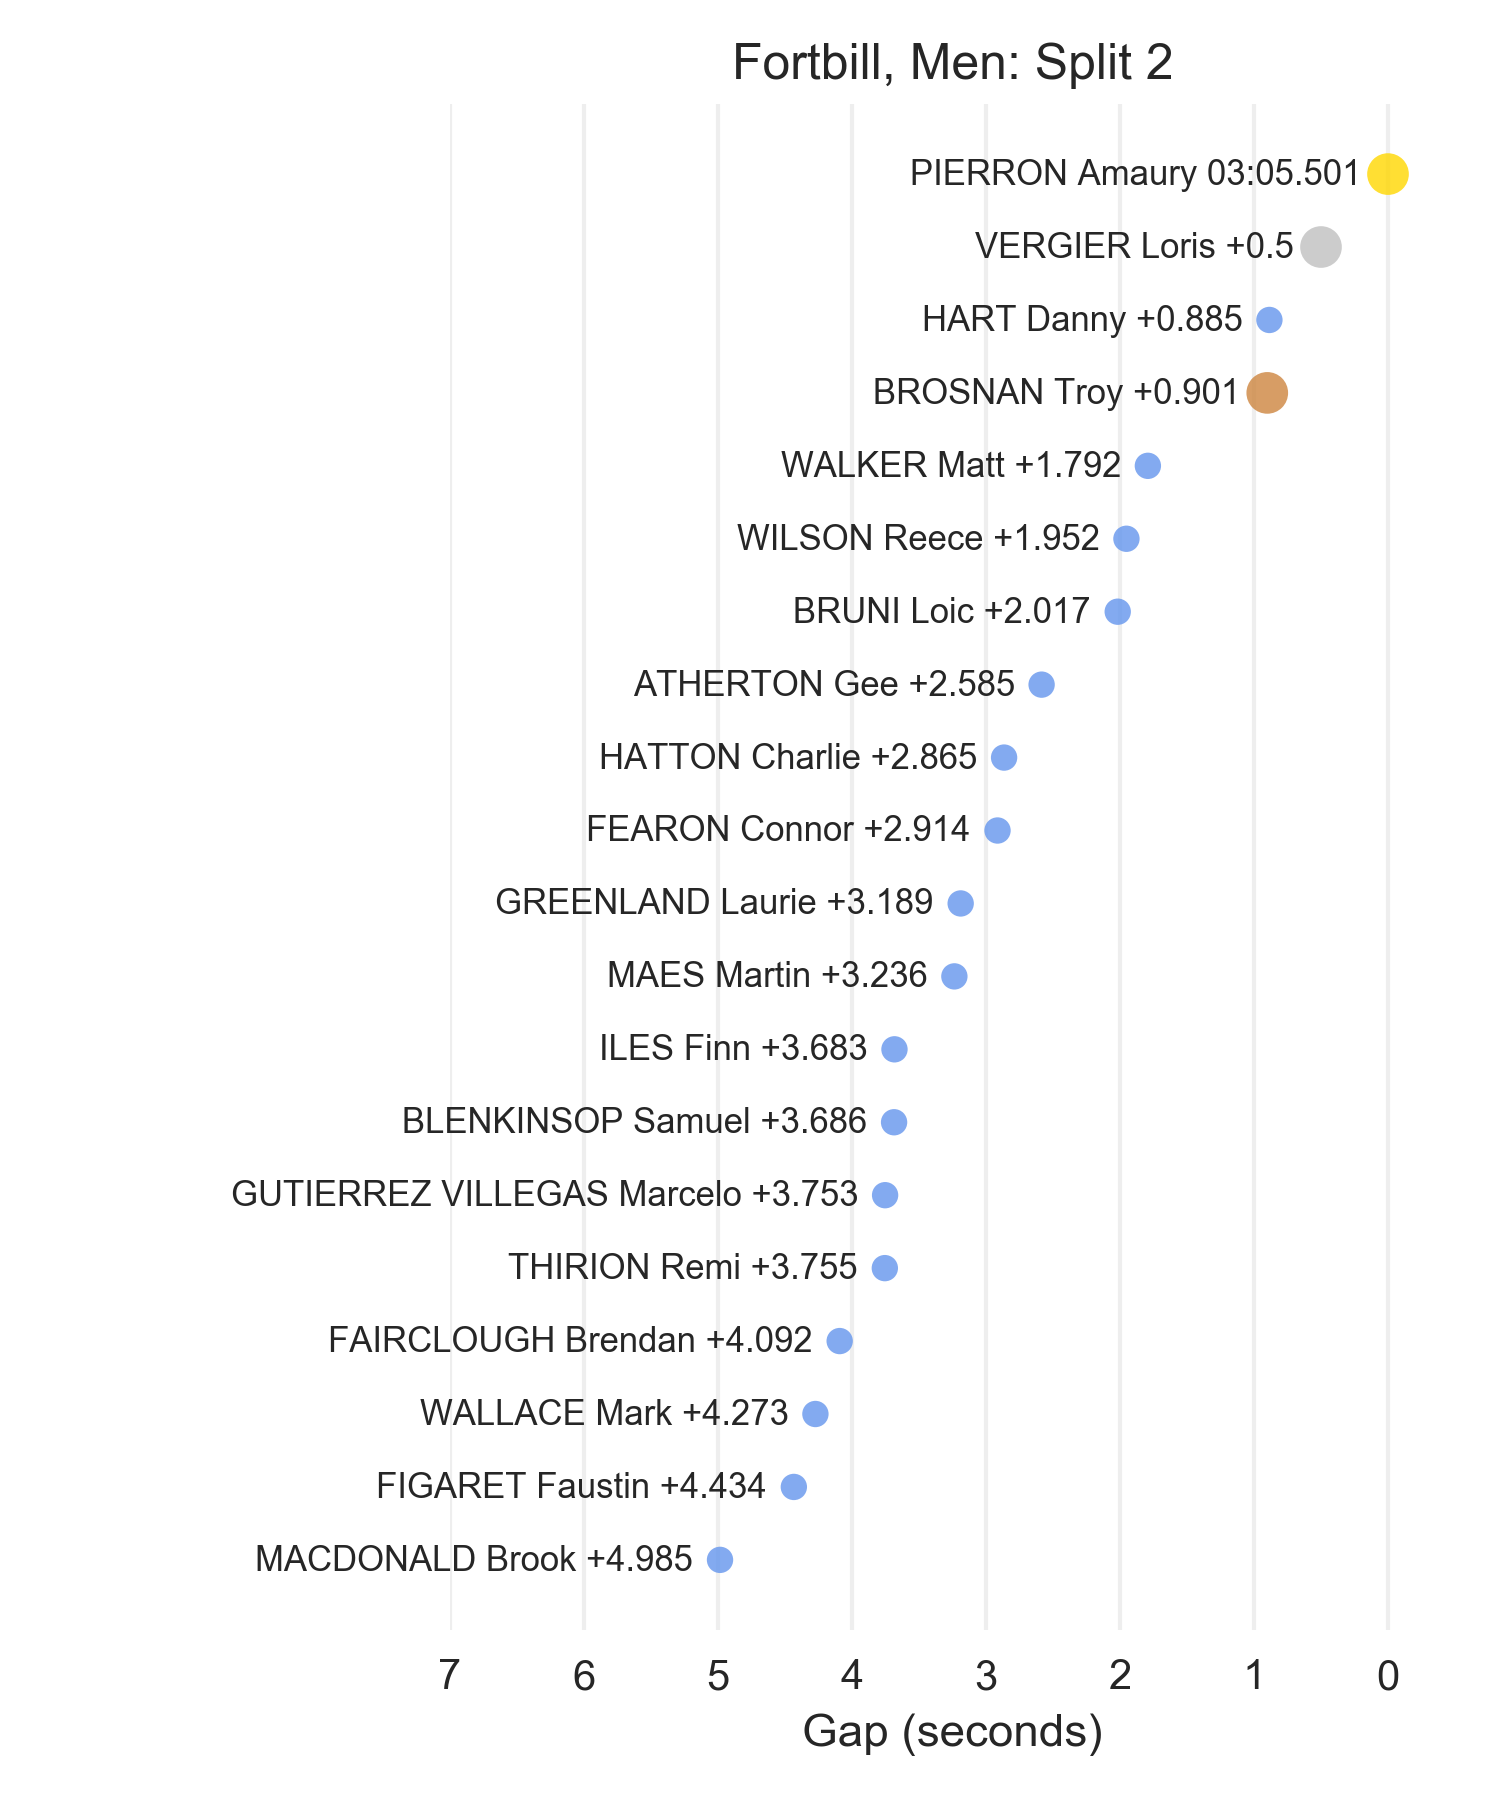 Fortbill, Men: Split 2
PIERRON Amaury 03:05.501
VERGIER Loris +0.5
HART Danny +0.885
BROSNAN Troy +0.901
WALKER Matt +1.792
WILSON Reece +1.952
BRUNI Loic +2.017
ATHERTON Gee +2.585
HATTON Charlie +2.865
FEARON Connor +2.914
GREENLAND Laurie +3.189
MAES Martin +3.236
ILES Finn +3.683
BLENKINSOP Samuel +3.686
GUTIERREZ VILLEGAS Marcelo +3.753
THIRION Remi +3.755
FAIRCLOUGH Brendan +4.092
WALLACE Mark +4.273
FIGARET Faustin +4.434
MACDONALD Brook +4.985
7 6 5 4 3 2 1 0
Gap (seconds)